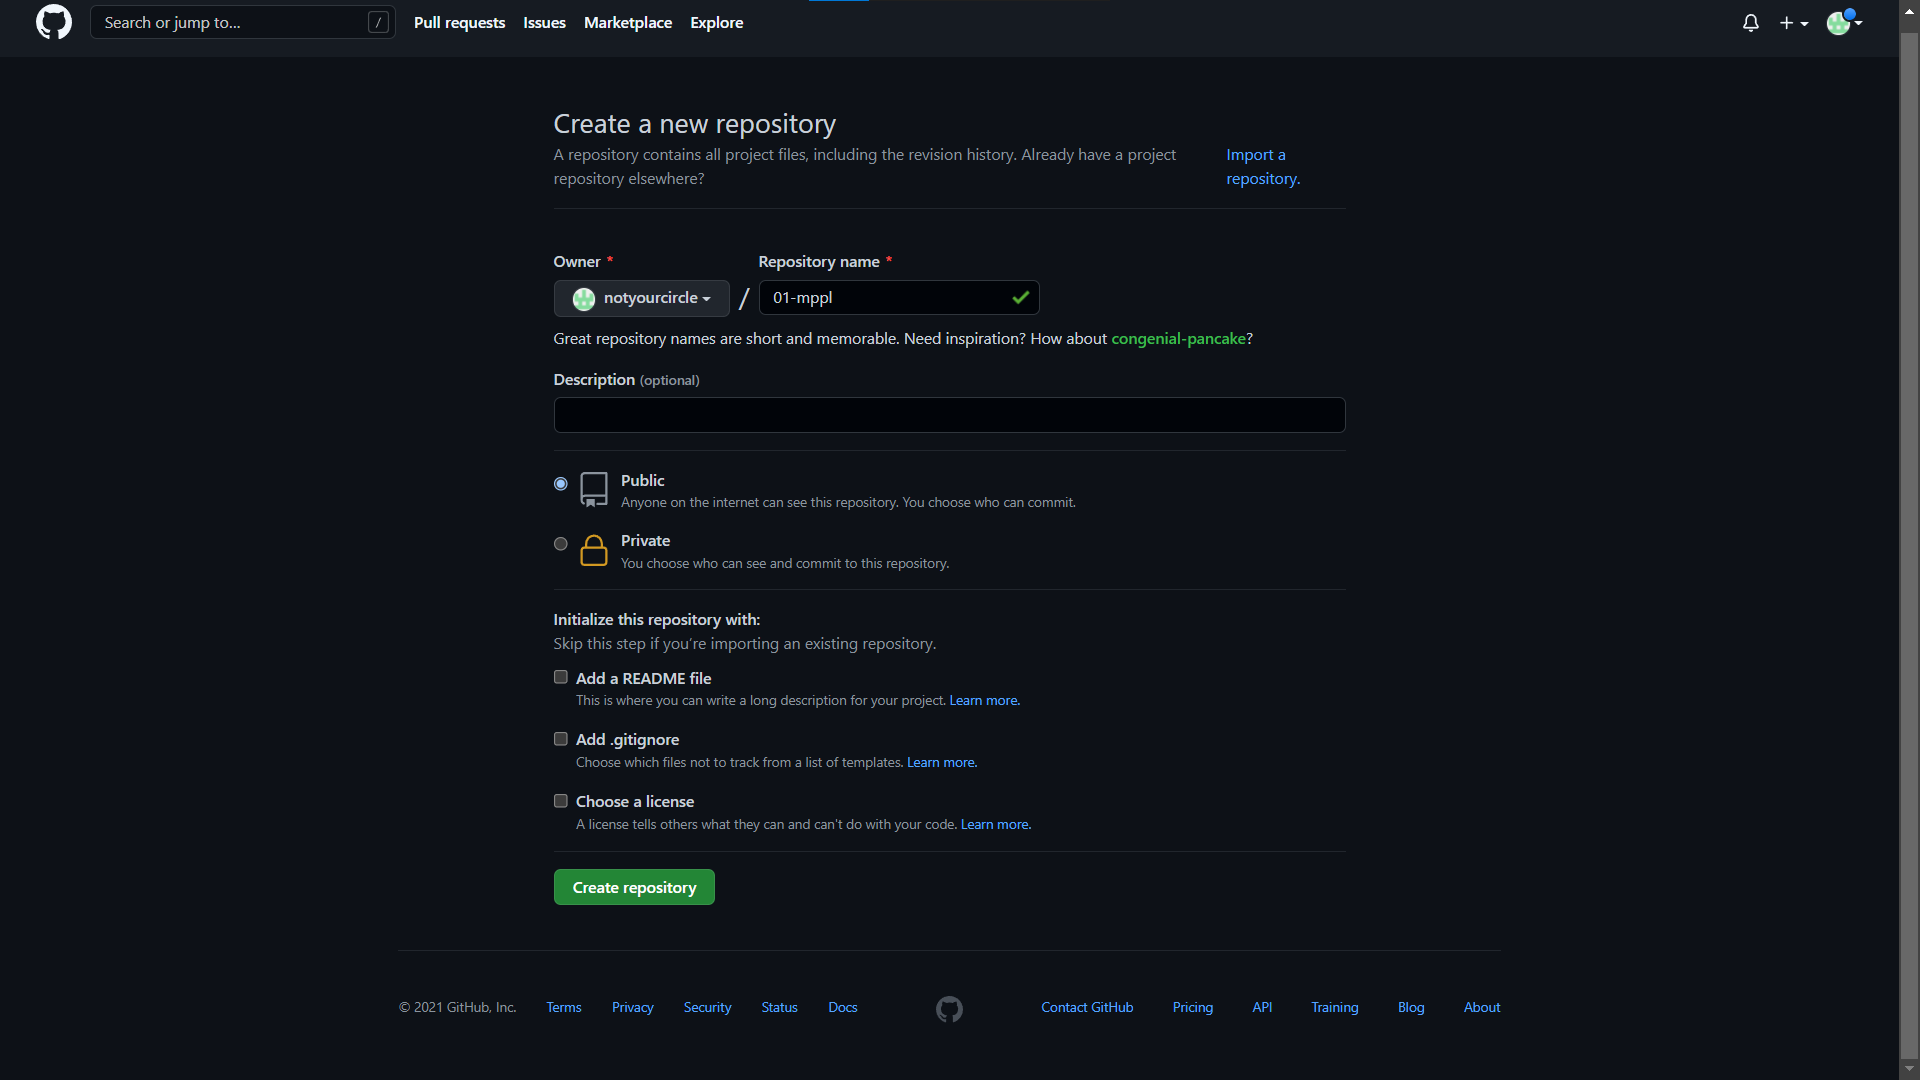 Search or jump to... /
Pull requests Issues Marketplace Explore
Create a new repository
A repository contains all project files, including the revision history. Already have a project repository elsewhere? Import a repository.
Owner *
Repository name *
notyourcircle / 01-mppl
Great repository names are short and memorable. Need inspiration? How about congenial-pancake?
Description (optional)
Public
Anyone on the internet can see this repository. You choose who can commit.
Private
You choose who can see and commit to this repository.
Initialize this repository with:
Skip this step if you’re importing an existing repository.
Add a README file
This is where you can write a long description for your project. Learn more.
Add .gitignore
Choose which files not to track from a list of templates. Learn more.
Choose a license
A license tells others what they can and can't do with your code. Learn more.
Create repository
© 2021 GitHub, Inc. Terms Privacy Security Status Docs Contact GitHub Pricing API Training Blog About